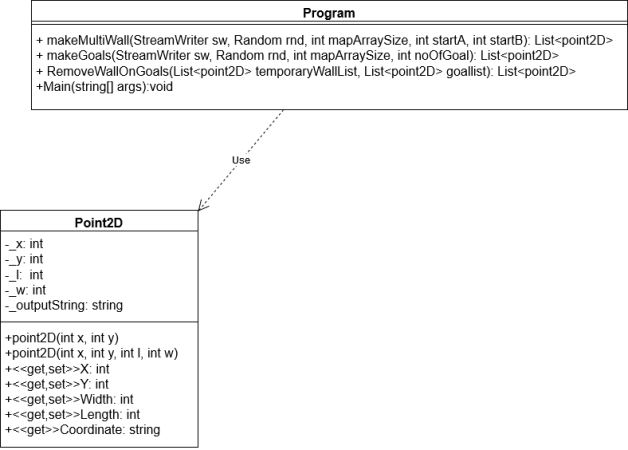 Program
+ makeMultiWall(StreamWriter sw, Random rnd, int mapArraySize, int startA, int startB): List<point2D>
+ makeGoals(StreamWriter sw, Random rnd, int mapArraySize, int noOfGoal): List<point2D>
+ RemoveWallOnGoals(List<point2D> temporaryWallList, List<point2D> goallist): List<point2D>
+Main(string[] args):void
Use
Point2D
-_x: int
-_y: int
-_l: int
-_w: int
-_outputString: string
+point2D(int x, int y)
+point2D(int x, int y, int l, int w)
+<<get,set>>X: int
+<<get,set>>Y: int
+<<get,set>>Width: int
+<<get,set>>Length: int
+<<get>>Coordinate: string